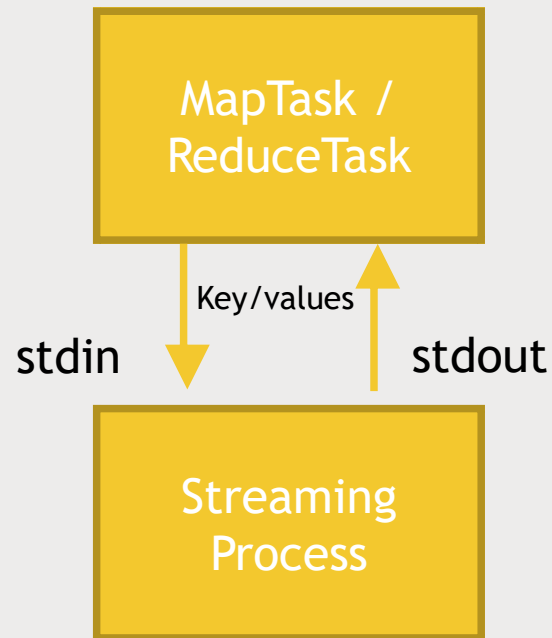 MapTask /
ReduceTask
Key/values
stdin
stdout
Streaming
Process